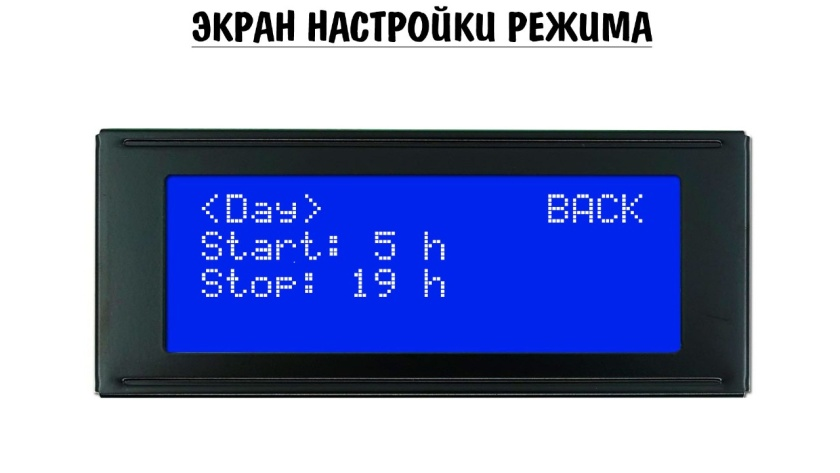 ЭКРАН НАСТРОЙКИ РЕЖИМА
<Day> BACK
Start: 5 h
Stop: 19 h